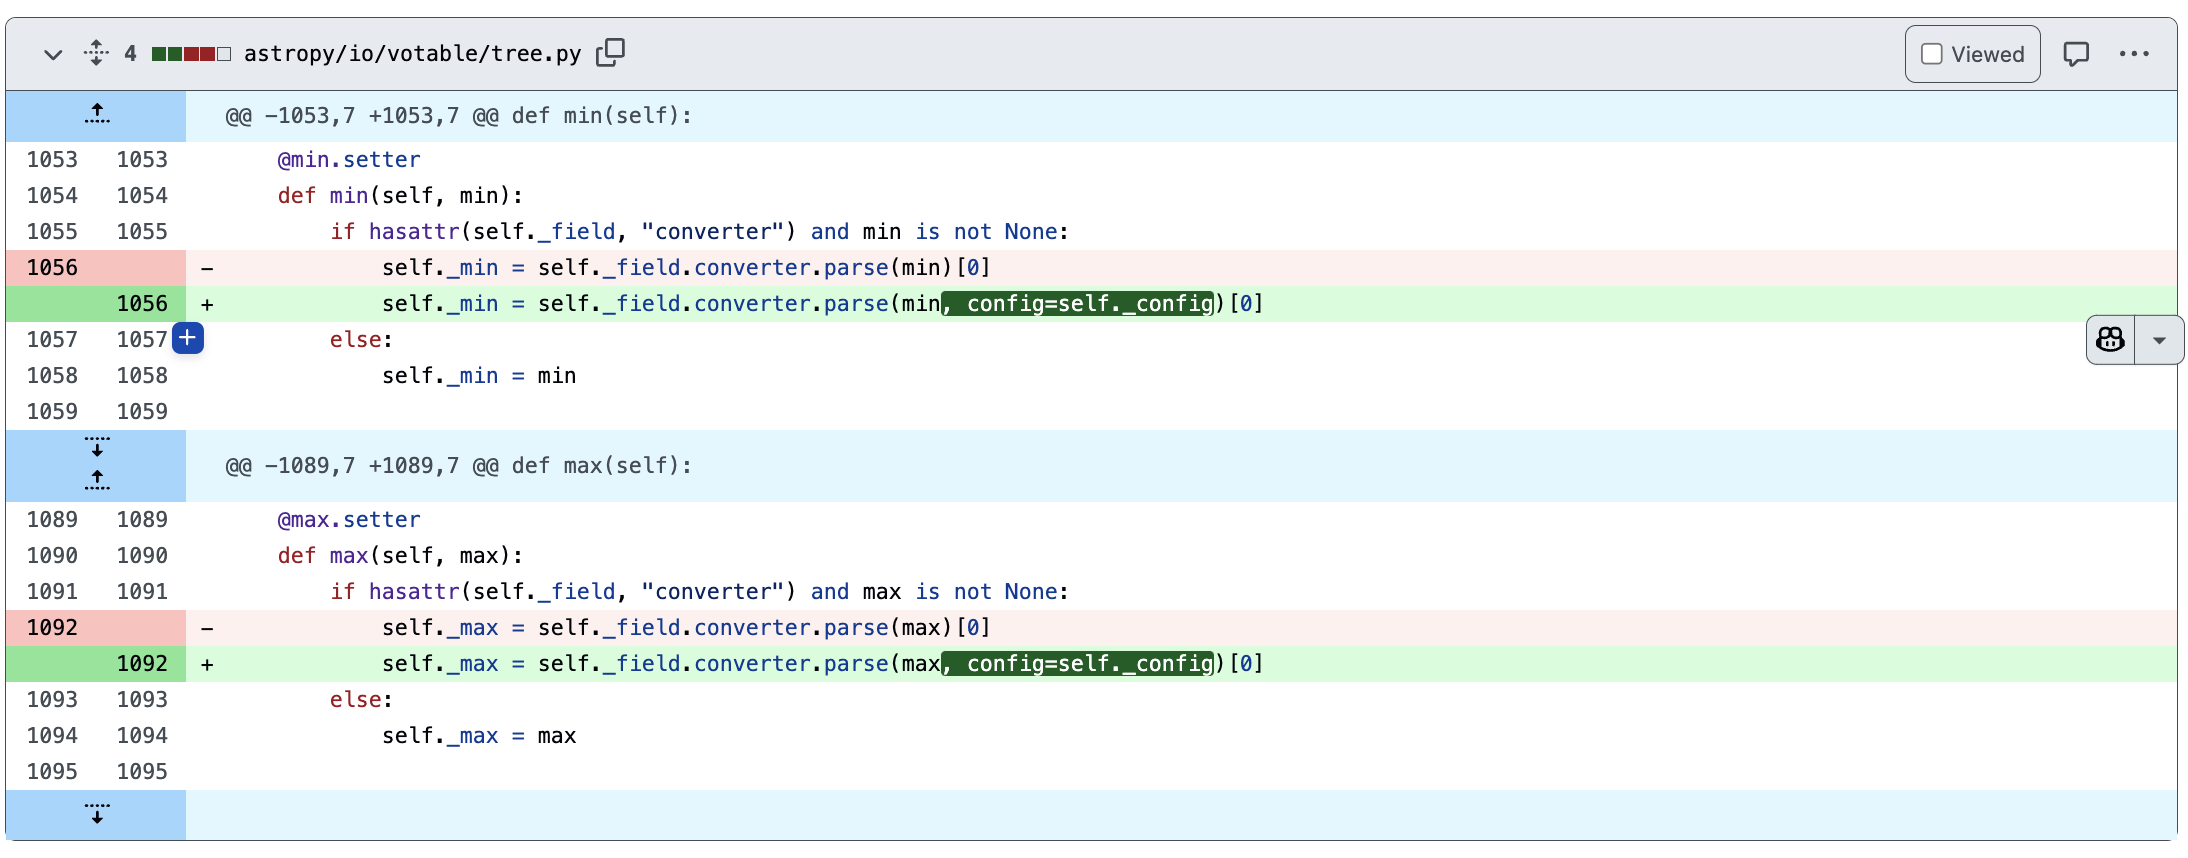 4 astropy/io/votable/tree.py Viewed
@@ -1053,7 +1053,7 @@ def min(self):
1053 1053 @min.setter
1054 1054 def min(self, min):
1055 1055 if hasattr(self._field, "converter") and min is not None:
1056 - self._min = self._field.converter.parse(min)[0]
1056 + self._min = self._field.converter.parse(min, config=self._config)[0]
1057 1057 else:
1058 1058 self._min = min
1059 1059
@@ -1089,7 +1089,7 @@ def max(self):
1089 1089 @max.setter
1090 1090 def max(self, max):
1091 1091 if hasattr(self._field, "converter") and max is not None:
1092 - self._max = self._field.converter.parse(max)[0]
1092 + self._max = self._field.converter.parse(max, config=self._config)[0]
1093 1093 else:
1094 1094 self._max = max
1095 1095